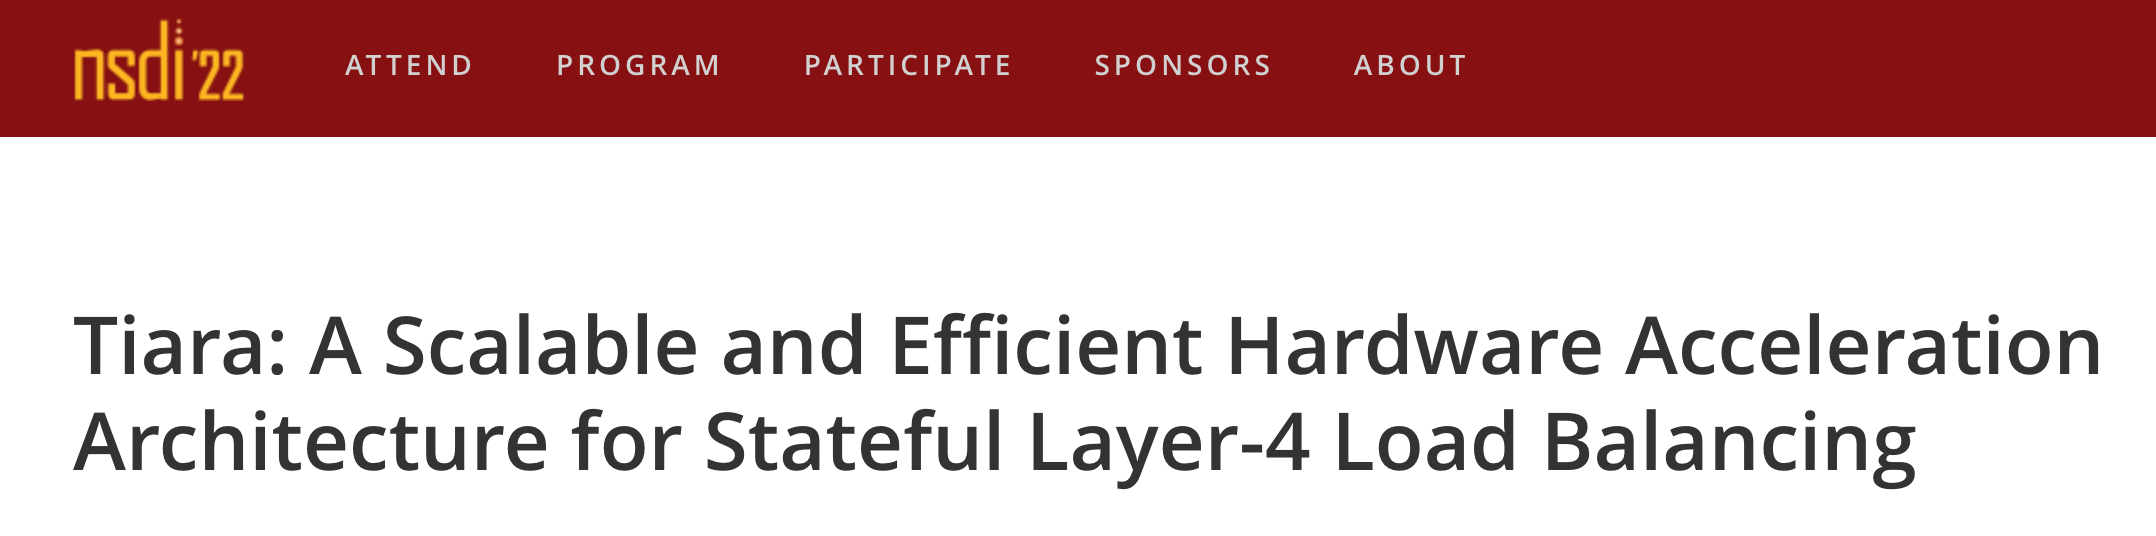 nsdi '22
ATTEND PROGRAM PARTICIPATE SPONSORS ABOUT
Tiara: A Scalable and Efficient Hardware Acceleration
Architecture for Stateful Layer-4 Load Balancing